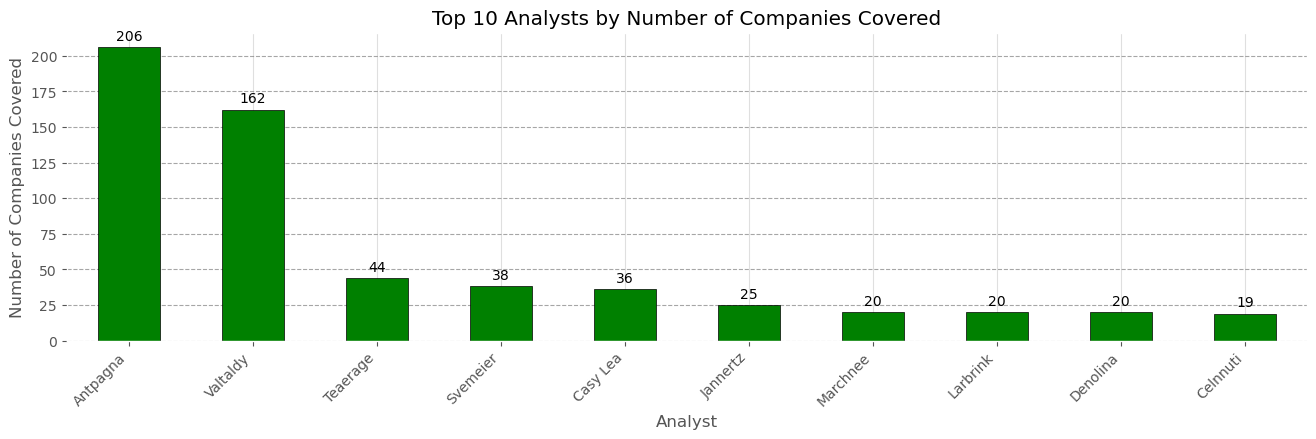 Top 10 Analysts by Number of Companies Covered
Number of Companies Covered
200
175
150
125
100
75
50
25
0
206
162
44
38
36
25
20
20
20
19
Antpagna
Valtaldy
Teaerage
Svemeier
Casy Lea
Jannertz
Marchnee
Larbrink
Denolina
Celnnuti
Analyst